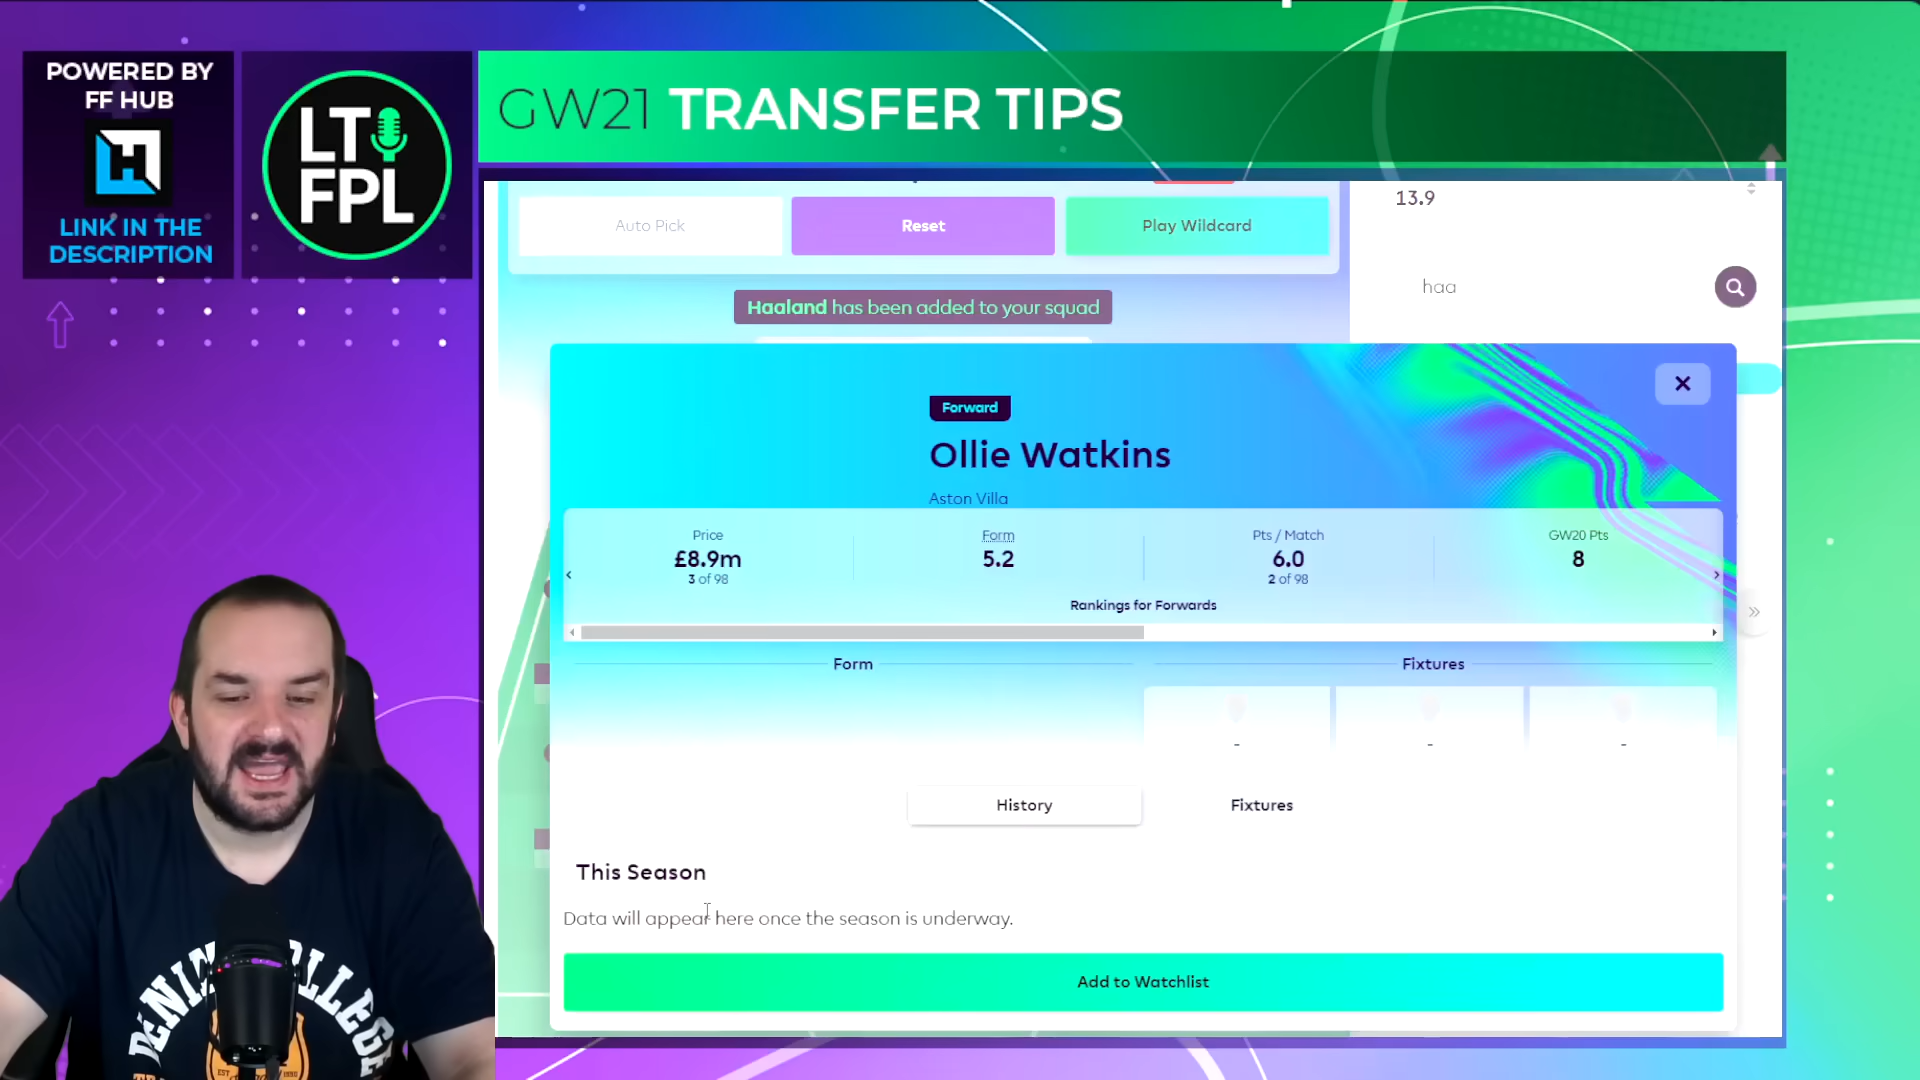 POWERED BY
FF HUB
LINK IN THE
DESCRIPTION
LT
FPL
GW21 TRANSFER TIPS
13.9
Auto Pick
Reset
Play Wildcard
haa
Haaland has been added to your squad
Forward
Ollie Watkins
Aston Villa
Price
£8.9m
3 of 98
Form
5.2
Pts / Match
6.0
2 of 98
GW20 Pts
8
Rankings for Forwards
Form
Fixtures
-
-
-
History
Fixtures
This Season
Data will appear here once the season is underway.
Add to Watchlist